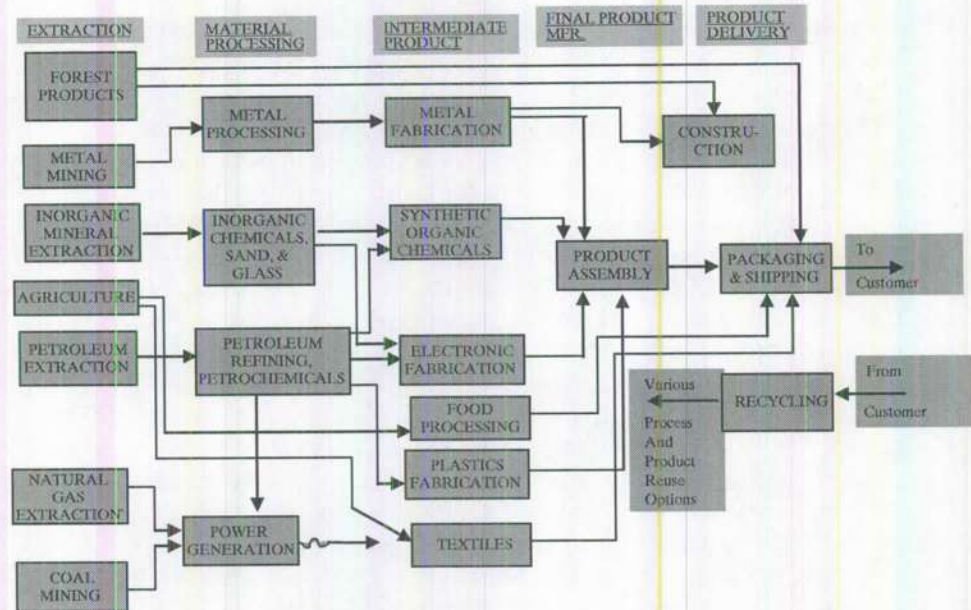 EXTRACTION
MATERIAL
PROCESSING
INTERMEDIATE
PRODUCT
FINAL PRODUCT
MFR.
PRODUCT
DELIVERY
FOREST
PRODUCTS
METAL
MINING
INORGANIC
MINERAL
EXTRACTION
AGRICULTURE
PETROLEUM
EXTRACTION
NATURAL
GAS
EXTRACTION
COAL
MINING
METAL
PROCESSING
INORGANIC
CHEMICALS,
SAND, &
GLASS
PETROLEUM
REFINING,
PETROCHEMICALS
POWER
GENERATION
METAL
FABRICATION
SYNTHETIC
ORGANIC
CHEMICALS
ELECTRONIC
FABRICATION
FOOD
PROCESSING
PLASTICS
FABRICATION
TEXTILES
PRODUCT
ASSEMBLY
CONSTRU-
CTION
PACKAGING
& SHIPPING
To
Customer
From
Customer
RECYCLING
Various
Process
And
Product
Reuse
Options